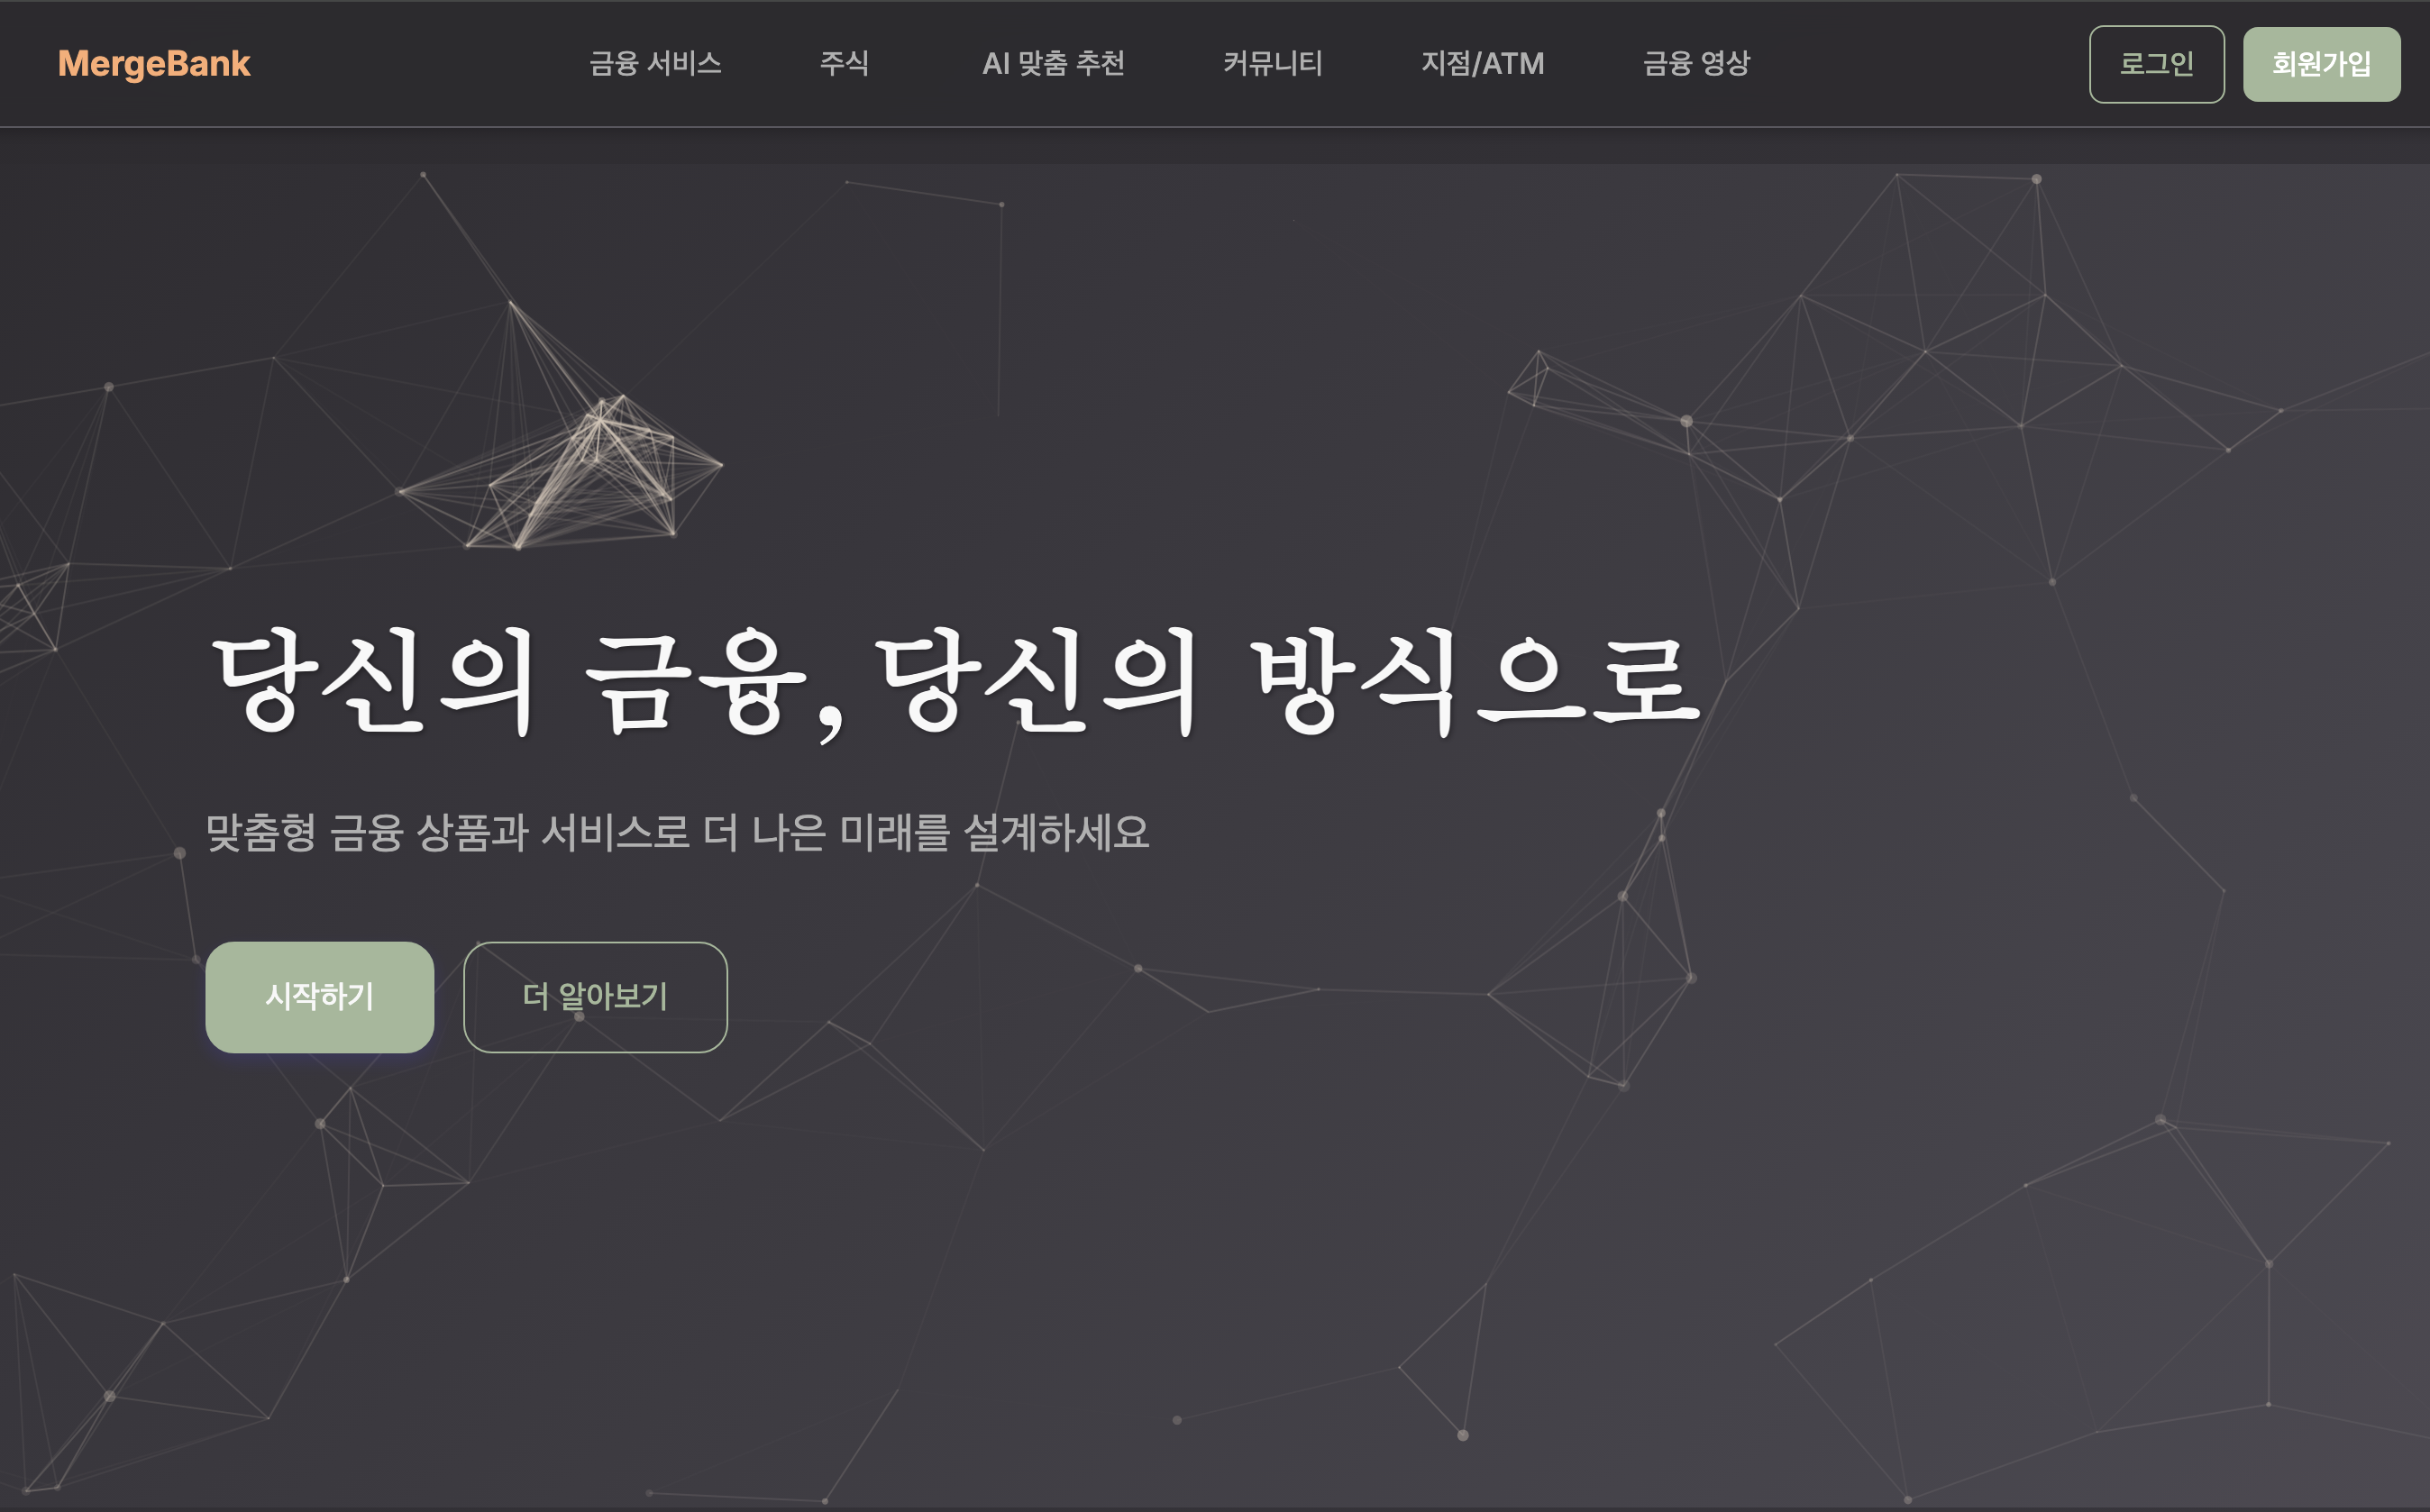 MergeBank
금융 서비스
주식
AI 맞춤 추천
커뮤니티
지점/ATM
금융 영상
로그인
회원가입
당신의 금융, 당신의 방식으로
맞춤형 금융 상품과 서비스로 더 나은 미래를 설계하세요
시작하기
더 알아보기